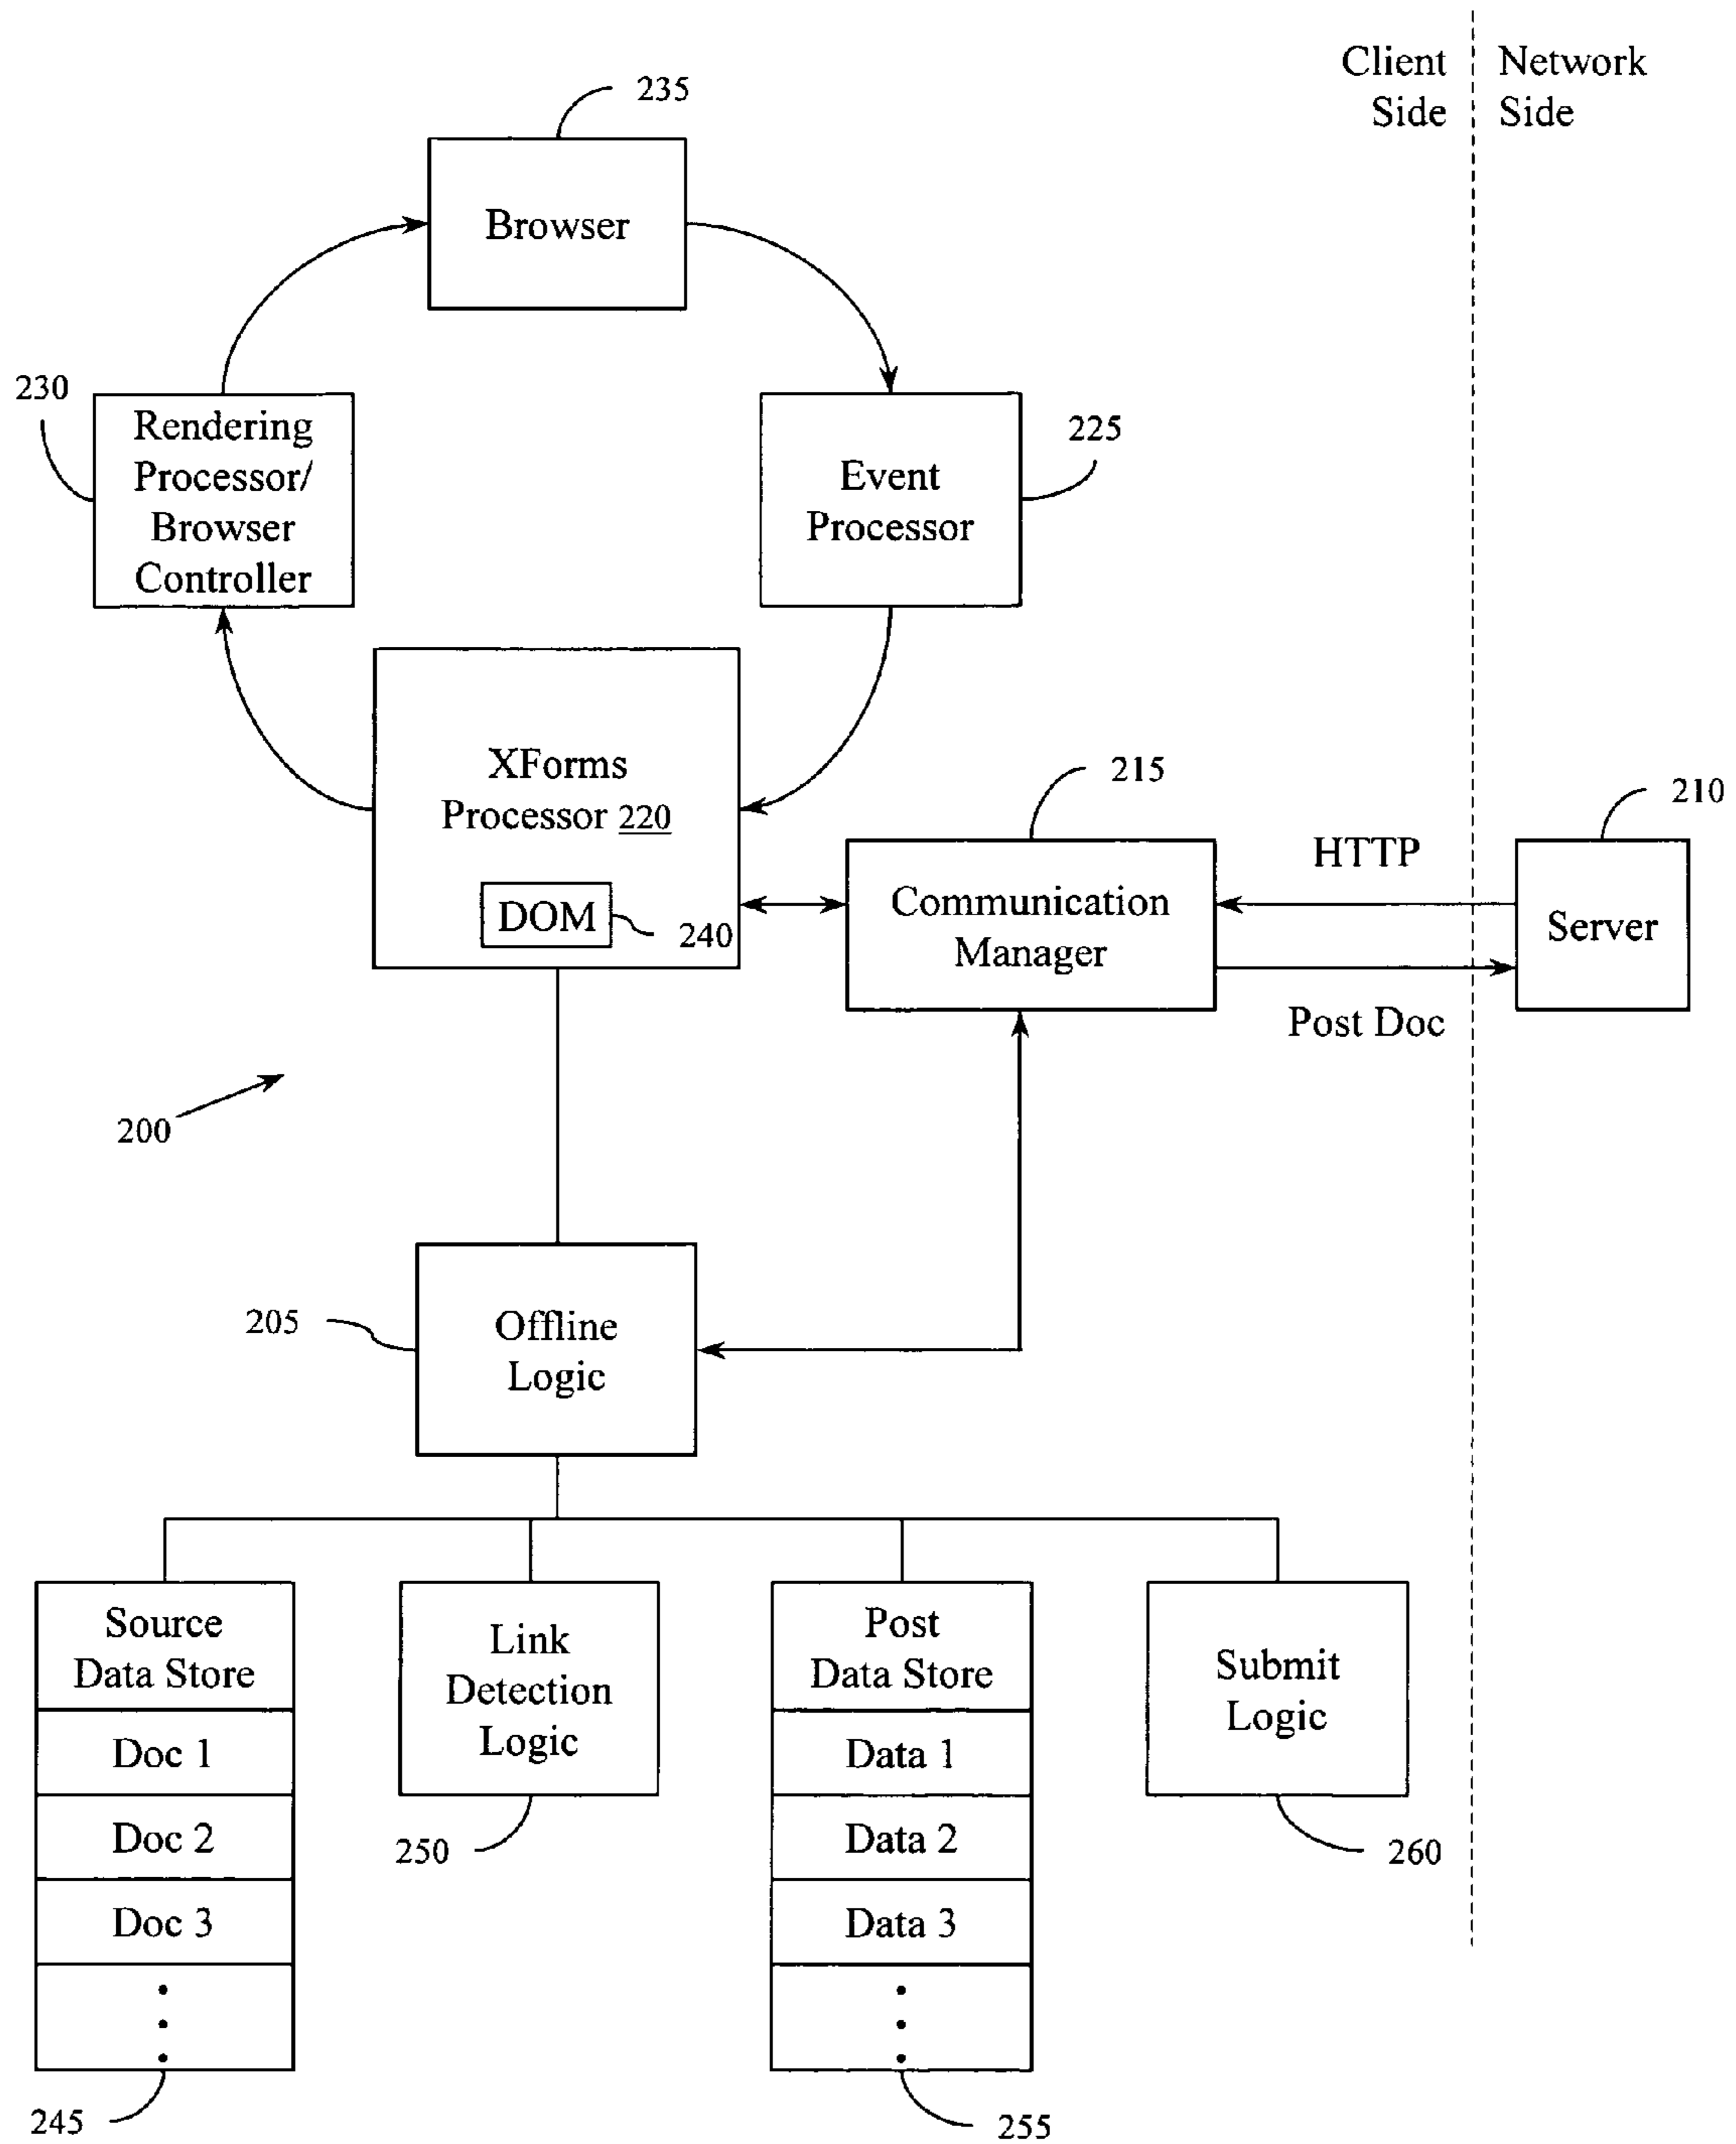 Client
Side
Network
Side
235
Browser
230
Rendering
Processor/
Browser
Controller
225
Event
Processor
XForms
Processor 220
DOM
240
215
Communication
Manager
HTTP
Post Doc
210
Server
200
205
Offline
Logic
Source
Data Store
Doc 1
Doc 2
Doc 3
245
Link
Detection
Logic
250
Post
Data Store
Data 1
Data 2
Data 3
255
Submit
Logic
260